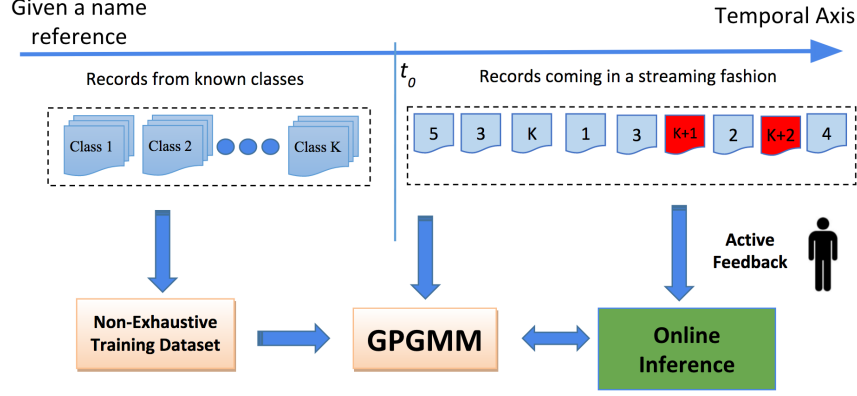 Given a name
reference
Temporal Axis
Records from known classes
t0
Records coming in a streaming fashion
Class 1
Class 2
Class K
5
3
K
1
3
K+1
2
K+2
4
Active
Feedback
Non-Exhaustive
Training Dataset
GPGMM
Online
Inference